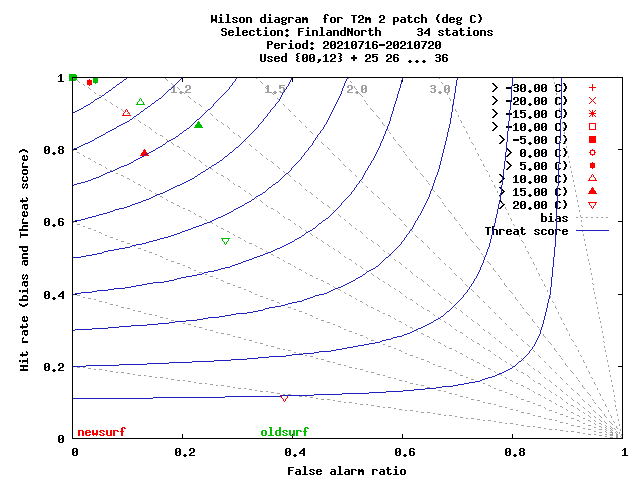 Wilson diagram  for T2m 2 patch (deg C)
Selection: FinlandNorth     34 stations
Period: 20210716-20210720
Used {00,12} + 25 26 ... 36
1.2
1.5
2.0
3.0
> -30.00 C)
> -20.00 C)
> -15.00 C)
> -10.00 C)
> -5.00 C)
> 0.00 C)
> 5.00 C)
> 10.00 C)
> 15.00 C)
> 20.00 C)
bias
Threat score
1
0.8
0.6
0.4
0.2
0
Hit rate (bias and Threat score)
newsurf
oldsurf
0
0.2
0.4
0.6
0.8
1
False alarm ratio